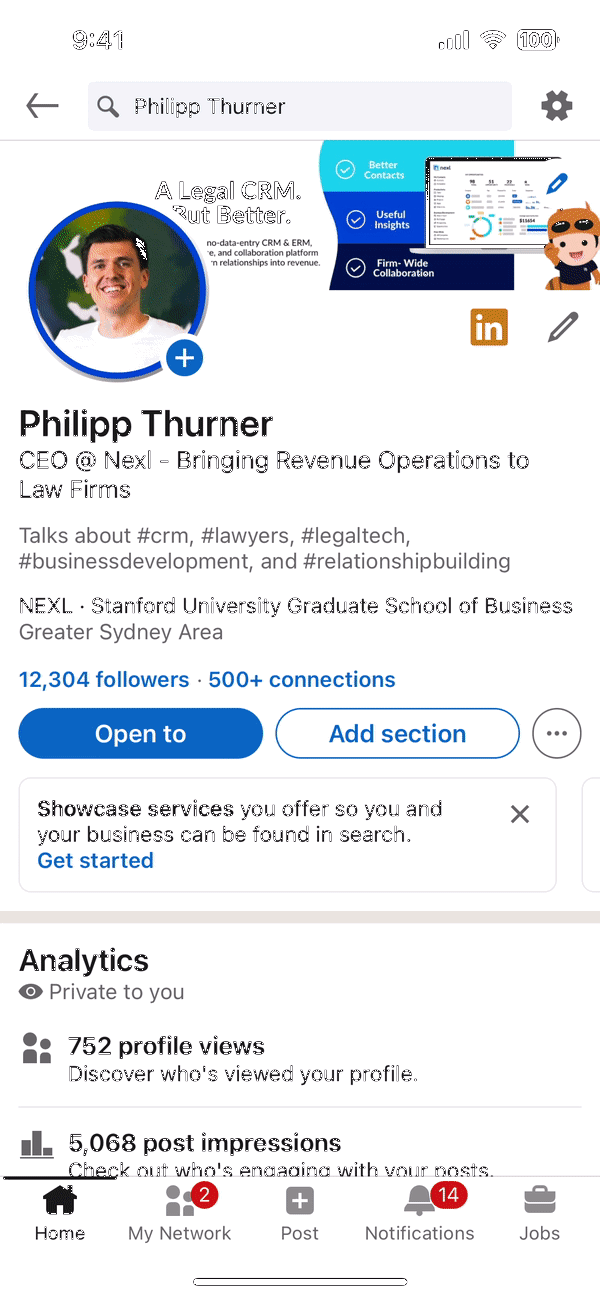 9:41
100
Philipp Thurner
A Legal CRM.
But Better.
no-data-entry CRM & ERM,
e, and collaboration platform
n relationships into revenue.
Better
Contacts
Useful
Insights
Firm- Wide
Collaboration
nexl
in
Philipp Thurner
CEO @ Nexl - Bringing Revenue Operations to
Law Firms
Talks about #crm, #lawyers, #legaltech,
#businessdevelopment, and #relationshipbuilding
NEXL · Stanford University Graduate School of Business
Greater Sydney Area
12,304 followers · 500+ connections
Open to
Add section
Showcase services you offer so you and
your business can be found in search.
Get started
Analytics
Private to you
752 profile views
Discover who's viewed your profile.
5,068 post impressions
Check out who's engaging with your posts.
2
14
Home
My Network
Post
Notifications
Jobs